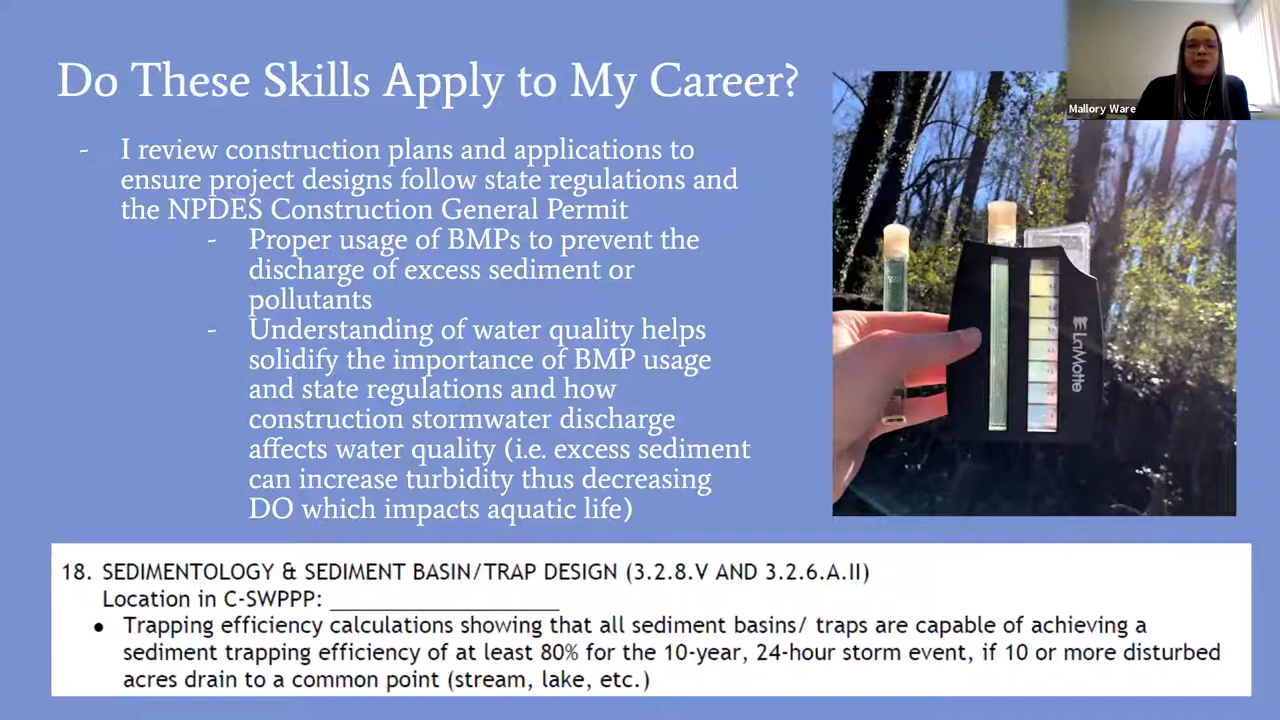 Do These Skills Apply to My Career?
- I review construction plans and applications to
ensure project designs follow state regulations and
the NPDES Construction General Permit
- Proper usage of BMPs to prevent the
discharge of excess sediment or
pollutants
- Understanding of water quality helps
solidify the importance of BMP usage
and state regulations and how
construction stormwater discharge
affects water quality (i.e. excess sediment
can increase turbidity thus decreasing
DO which impacts aquatic life)
Mallory Ware
LaMotte
18. SEDIMENTOLOGY & SEDIMENT BASIN/TRAP DESIGN (3.2.8.V AND 3.2.6.A.II)
Location in C-SWPPP: ____________________
● Trapping efficiency calculations showing that all sediment basins/ traps are capable of achieving a
sediment trapping efficiency of at least 80% for the 10-year, 24-hour storm event, if 10 or more disturbed
acres drain to a common point (stream, lake, etc.)